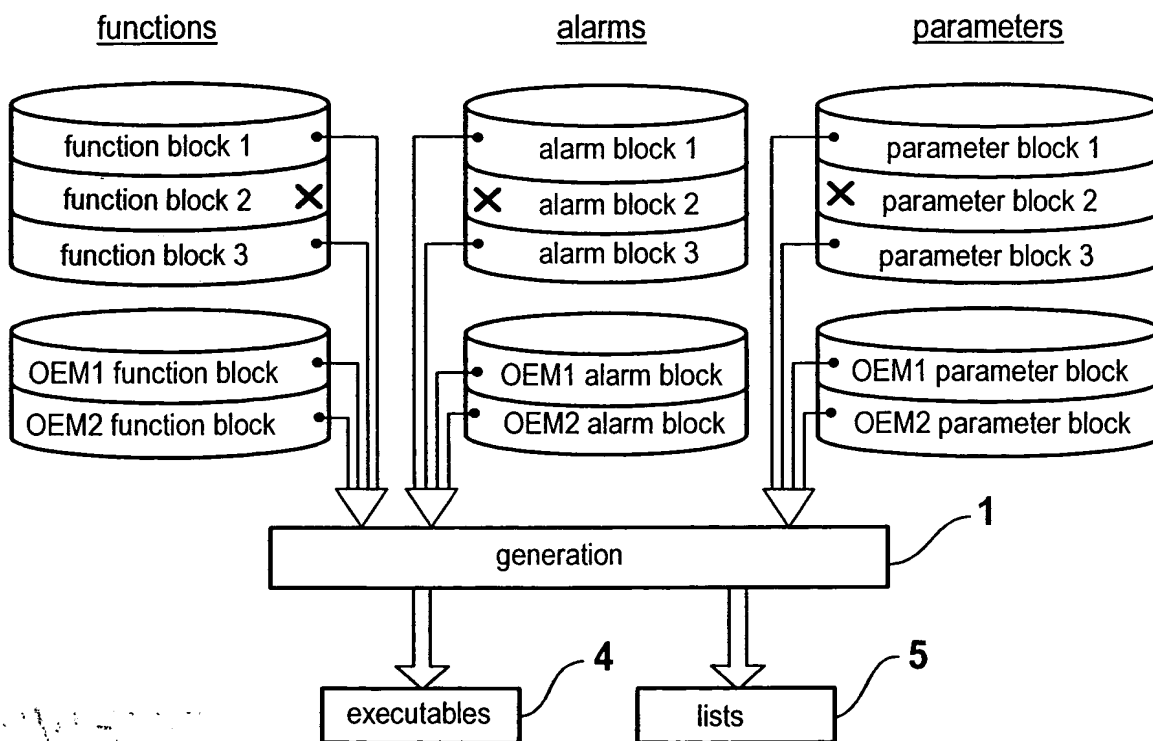 functions
alarms
parameters
function block 1
function block 2
function block 3
alarm block 1
alarm block 2
alarm block 3
parameter block 1
parameter block 2
parameter block 3
OEM1 function block
OEM2 function block
OEM1 alarm block
OEM2 alarm block
OEM1 parameter block
OEM2 parameter block
generation
1
executables
4
lists
5